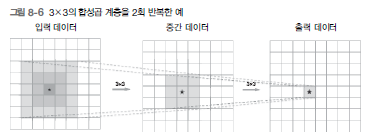 그림 8-6 3×3의 합성곱 계층을 2회 반복한 예
입력 데이터 중간 데이터 출력 데이터
3×3 3×3